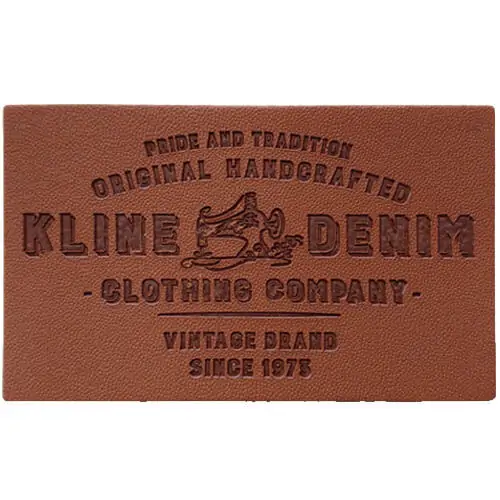 PRIDE AND TRADITION
ORIGINAL HANDCRAFTED
KLINE DENIM
- CLOTHING COMPANY -
VINTAGE BRAND
SINCE 1975